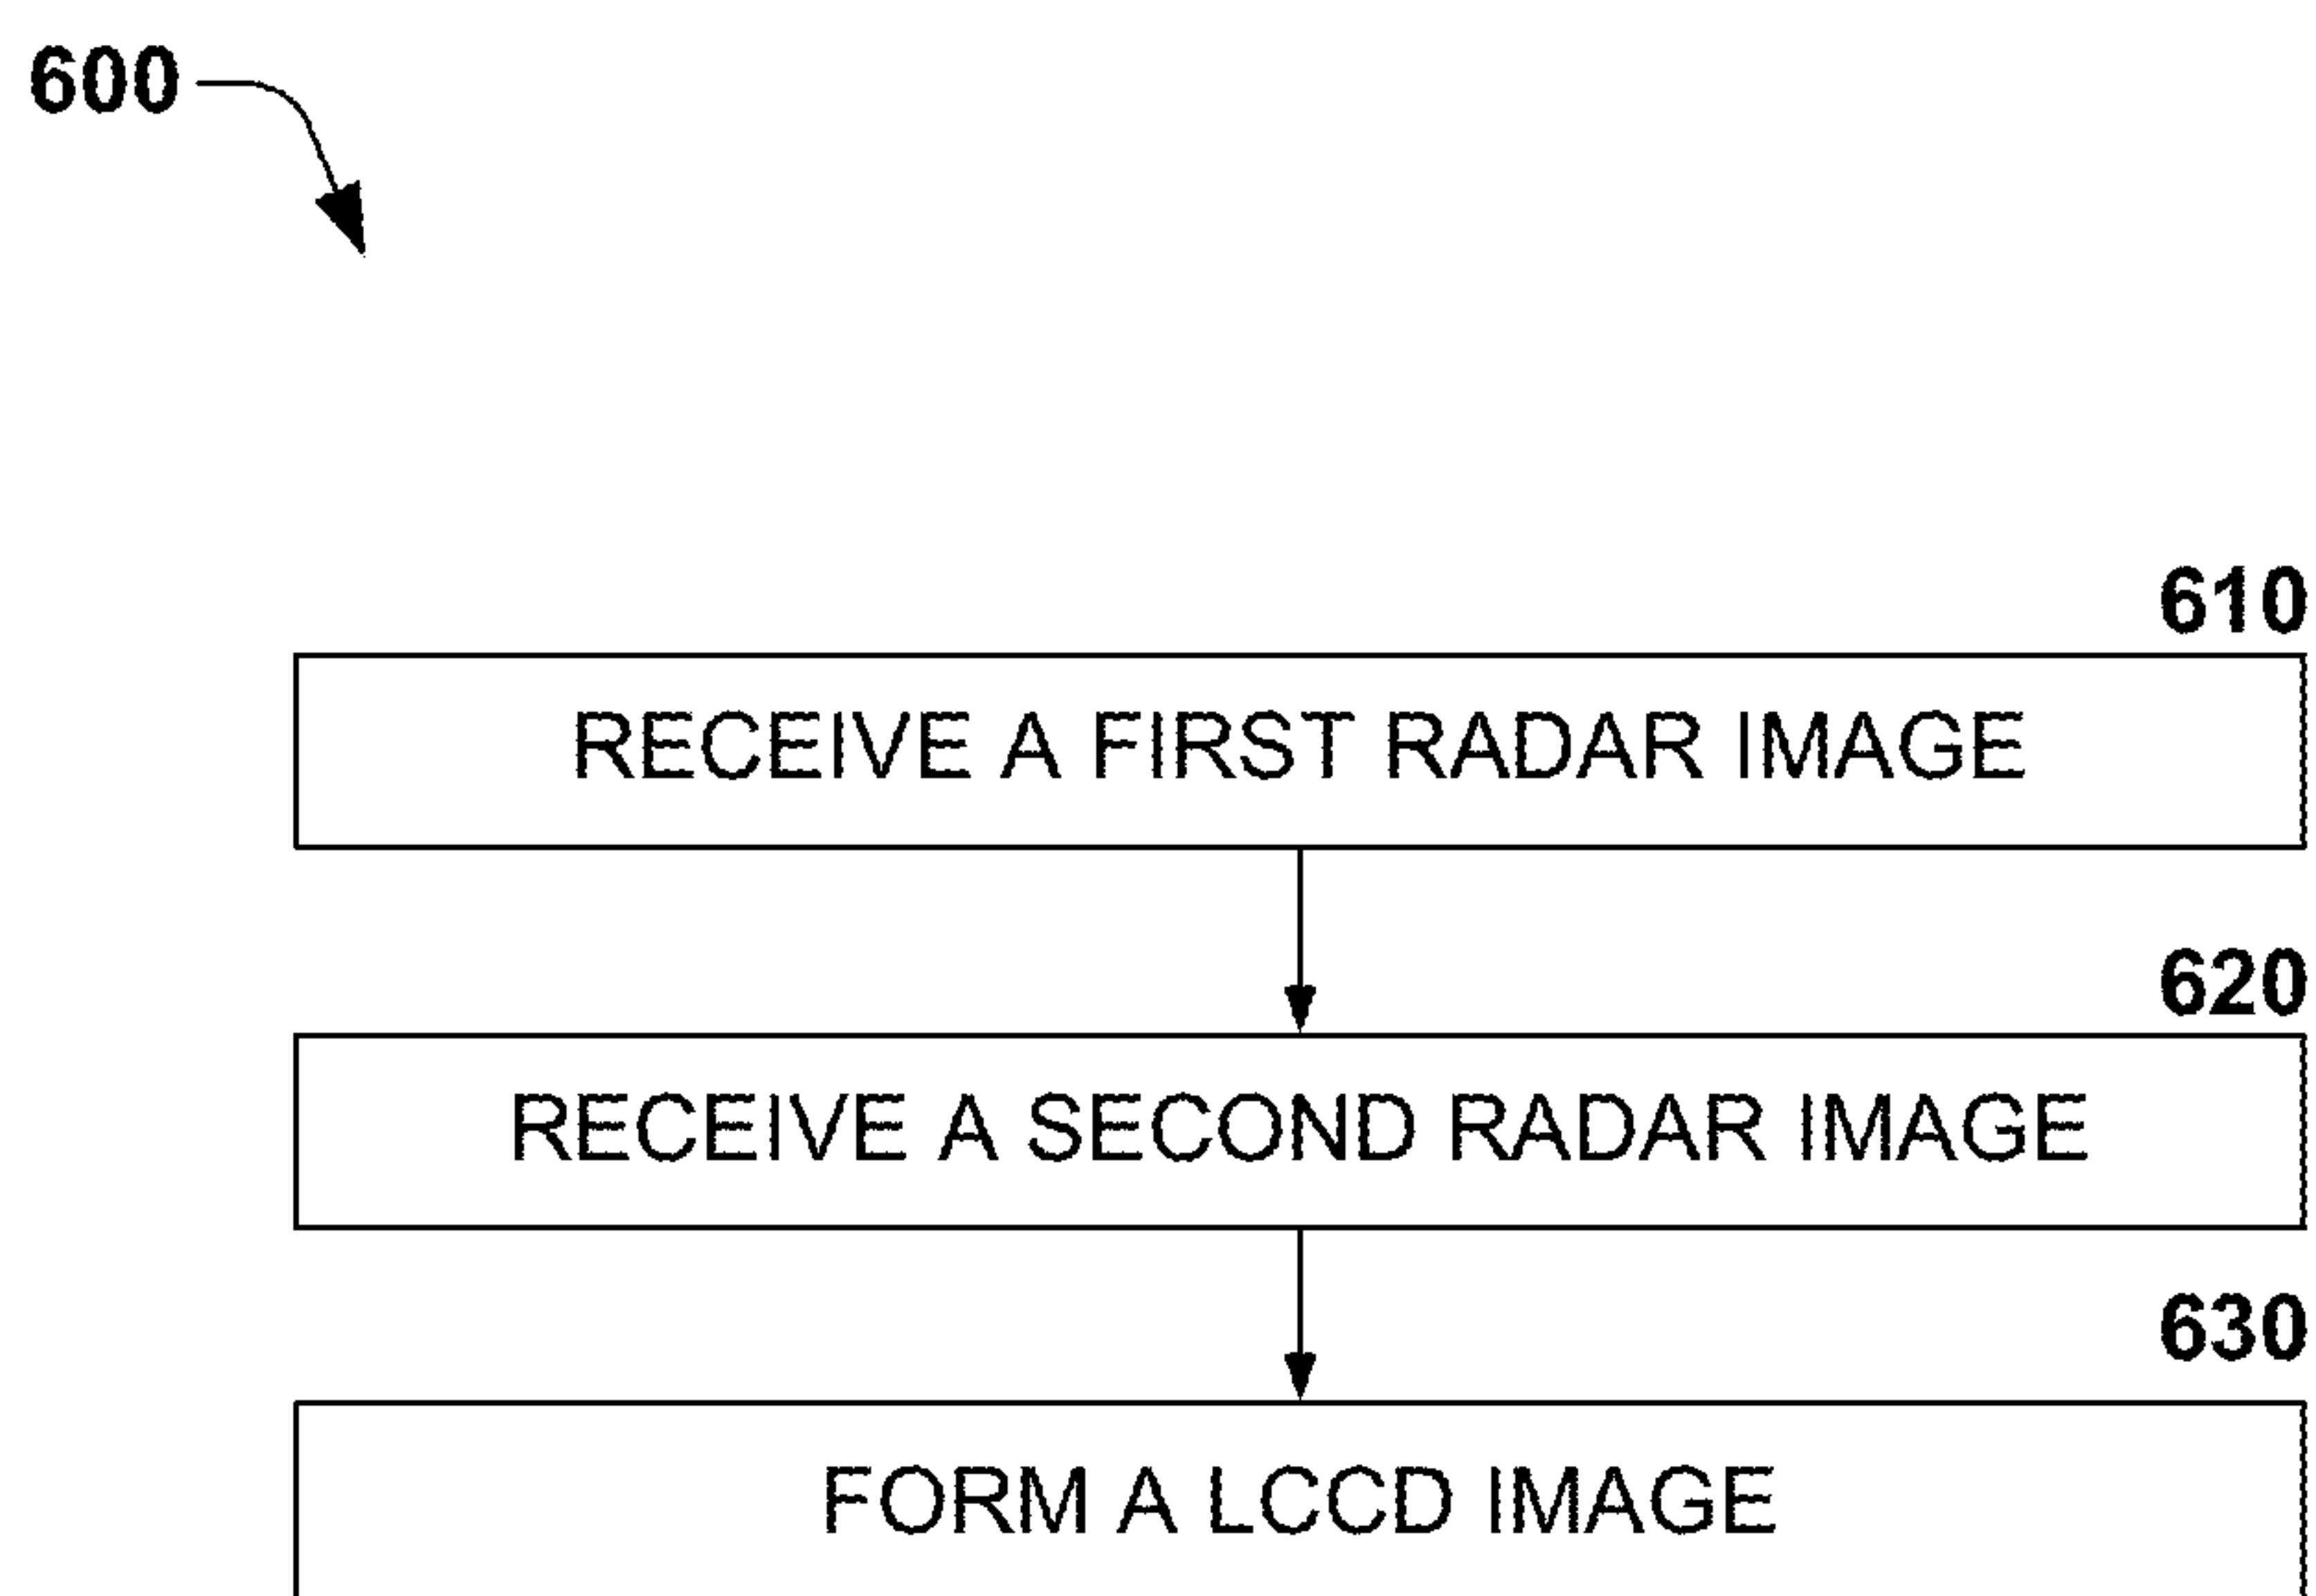 600
610
RECEIVE A FIRST RADAR IMAGE
620
RECEIVE A SECOND RADAR IMAGE
630
FORM A LCCD IMAGE